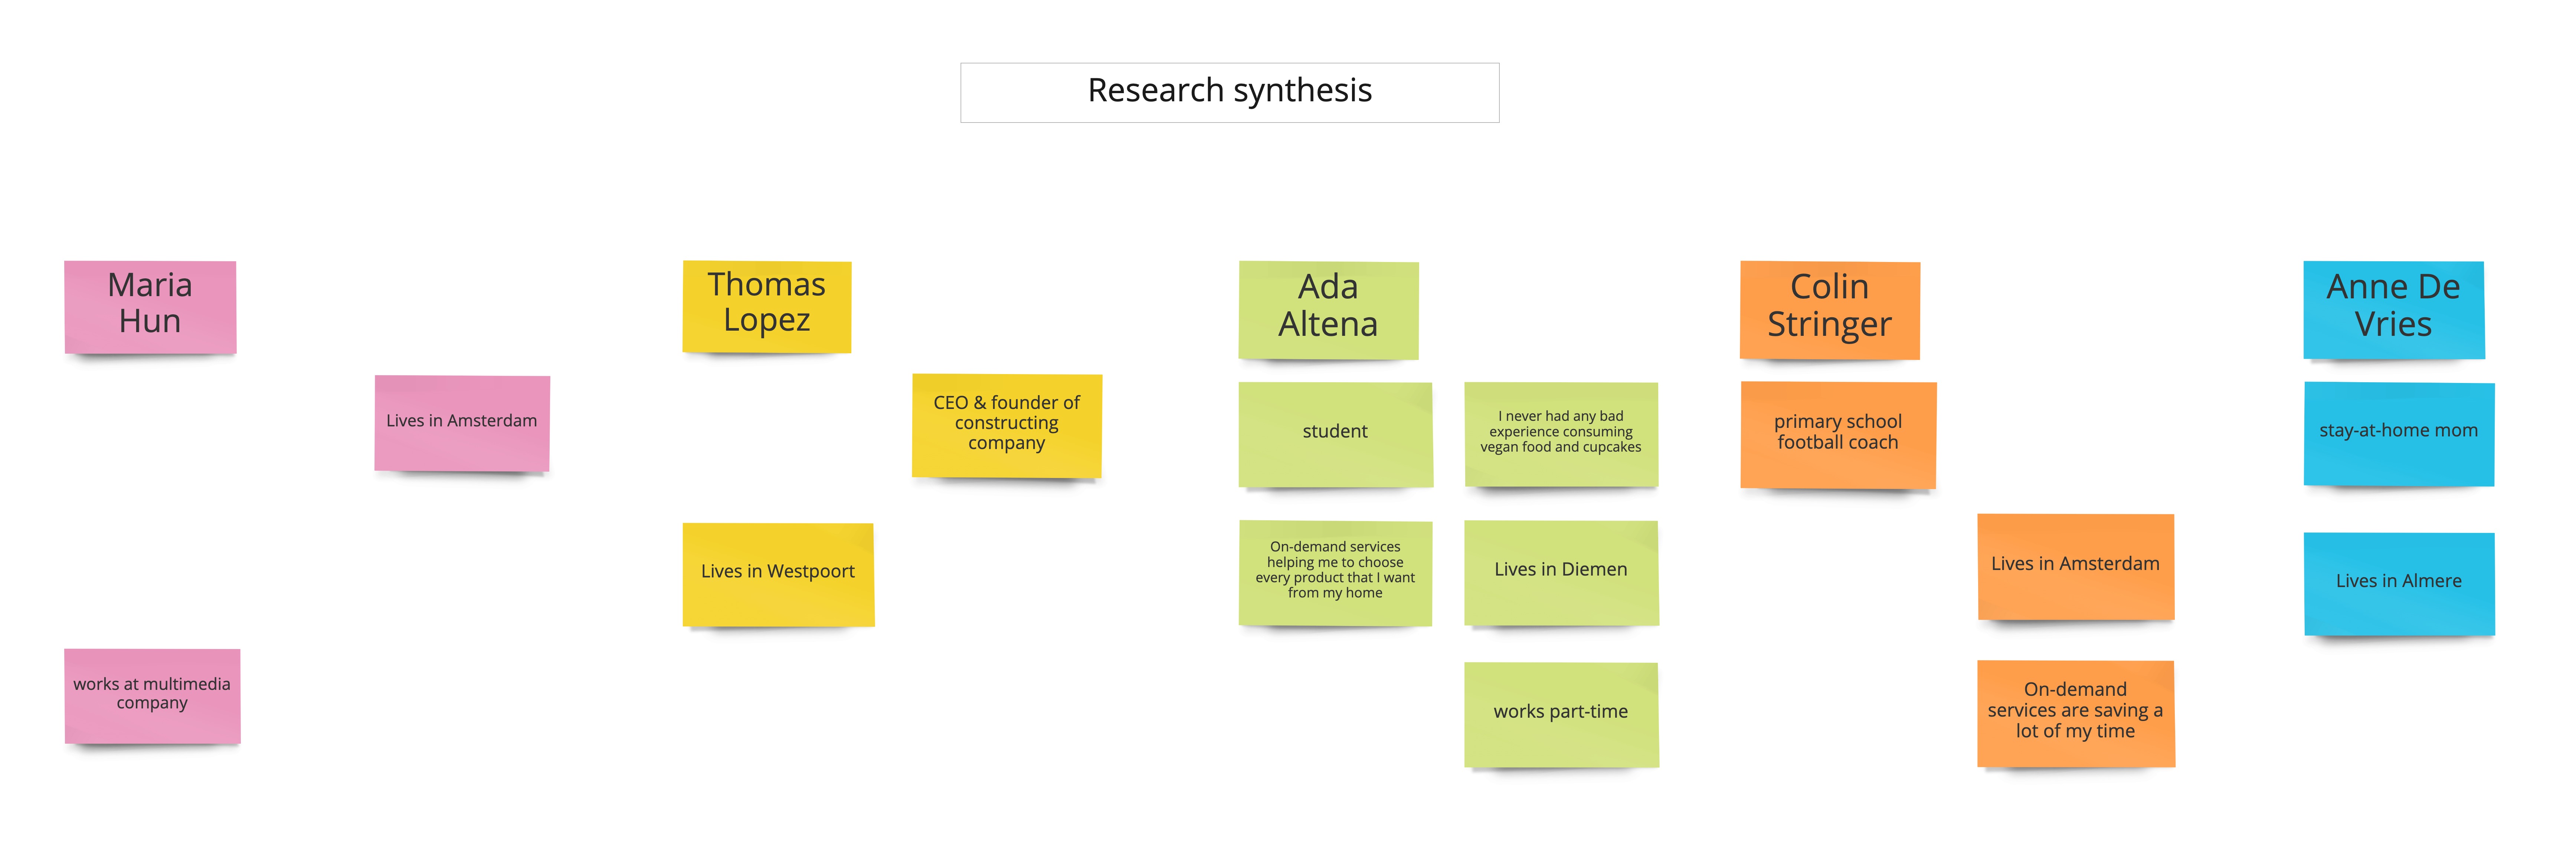 Research synthesis
Maria
Hun
Lives in Amsterdam
works at multimedia
company
Thomas
Lopez
CEO & founder of
constructing
company
Lives in Westpoort
Ada
Altena
student
I never had any bad
experience consuming
vegan food and cupcakes
On-demand services
helping me to choose
every product that I want
from my home
Lives in Diemen
works part-time
Colin
Stringer
primary school
football coach
Lives in Amsterdam
On-demand
services are saving a
lot of my time
Anne De
Vries
stay-at-home mom
Lives in Almere